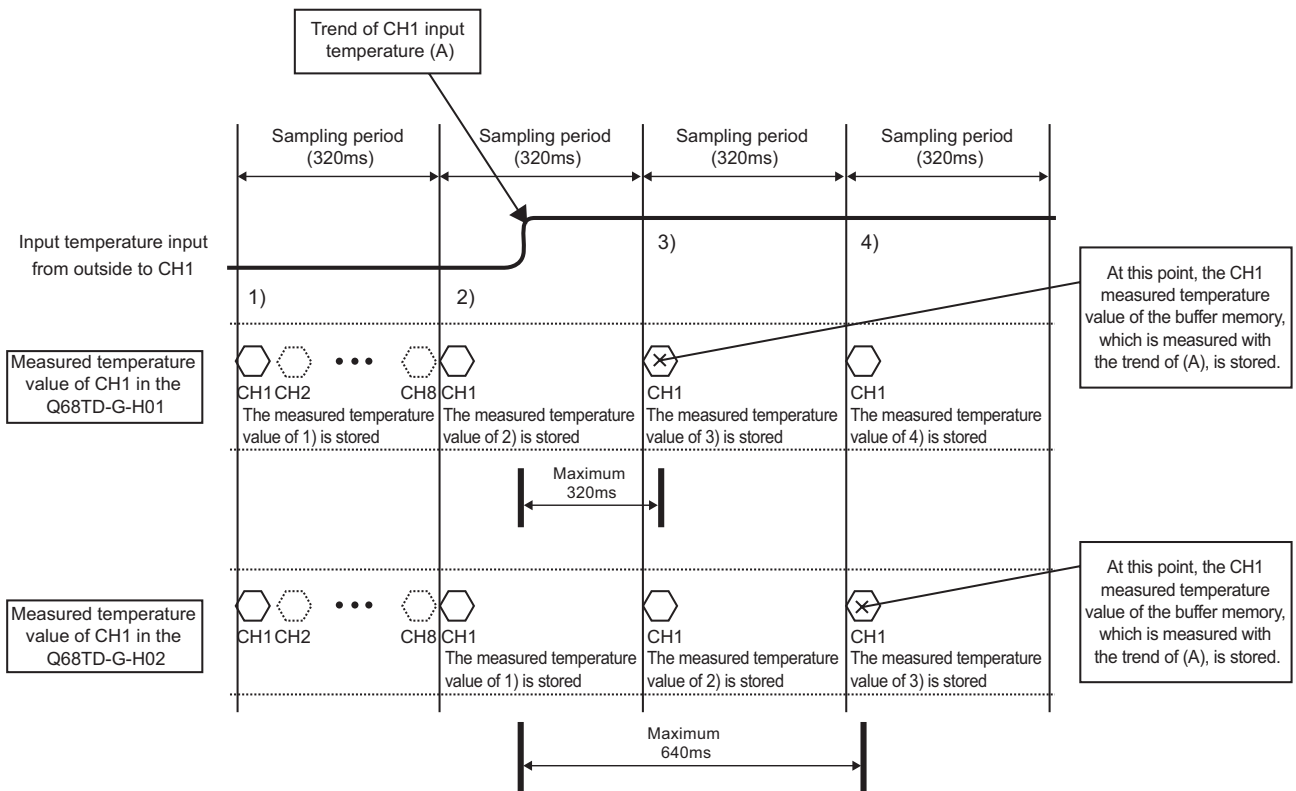 Trend of CH1 input
temperature (A)
Sampling period
(320ms)
Sampling period
(320ms)
Sampling period
(320ms)
Sampling period
(320ms)
Input temperature input
from outside to CH1
1)
2)
3)
4)
At this point, the CH1
measured temperature
value of the buffer memory,
which is measured with
the trend of (A), is stored.
Measured temperature
value of CH1 in the
Q68TD-G-H01
CH1 CH2 CH8
The measured temperature
value of 1) is stored
CH1
The measured temperature
value of 2) is stored
CH1
The measured temperature
value of 3) is stored
CH1
The measured temperature
value of 4) is stored
Maximum
320ms
Measured temperature
value of CH1 in the
Q68TD-G-H02
CH1 CH2 CH8
CH1
The measured temperature
value of 1) is stored
CH1
The measured temperature
value of 2) is stored
CH1
The measured temperature
value of 3) is stored
At this point, the CH1
measured temperature
value of the buffer memory,
which is measured with
the trend of (A), is stored.
Maximum
640ms